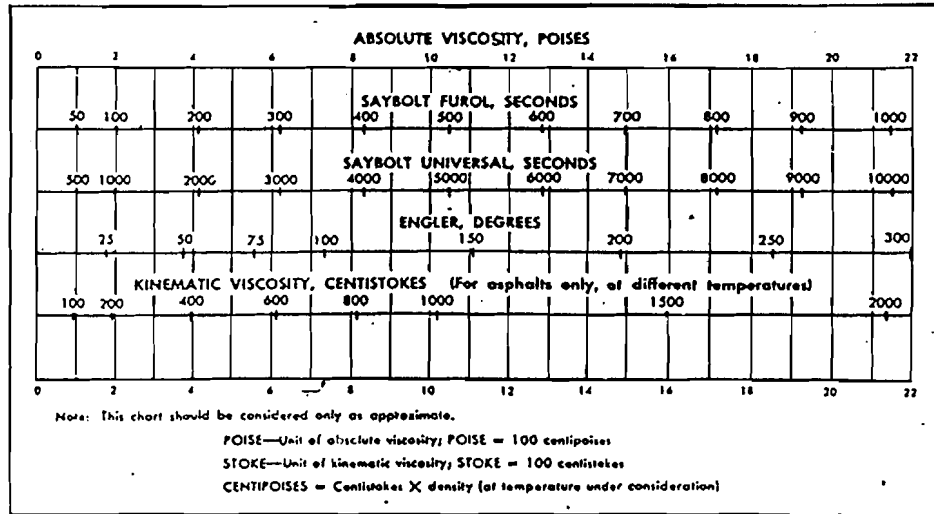 ABSOLUTE VISCOSITY, POISES
0 2 4 6 8 10 11 14 16 18 20 22
SAYBOLT FUROL, SECONDS
50 100 200 300 400 500 600 700 800 900 1000
SAYBOLT UNIVERSAL, SECONDS
500 1000 2000 3000 4000 5000 6000 7000 8000 9000 10000
ENGLER, DEGREES
25 50 75 100 150 200 250 300
KINEMATIC VISCOSITY, CENTISTOKES (For asphalts only, at different temperatures)
100 200 400 600 800 1000 1500 2000
0 2 4 6 8 10 12 14 16 18 20 22
Note: This chart should be considered only as approximate.
POISE—Unit of absolute viscosity; POISE = 100 centipoises
STOKE—Unit of kinematic viscosity; STOKE = 100 centistokes
CENTIPOISES = Centistokes X density (at temperature under consideration)